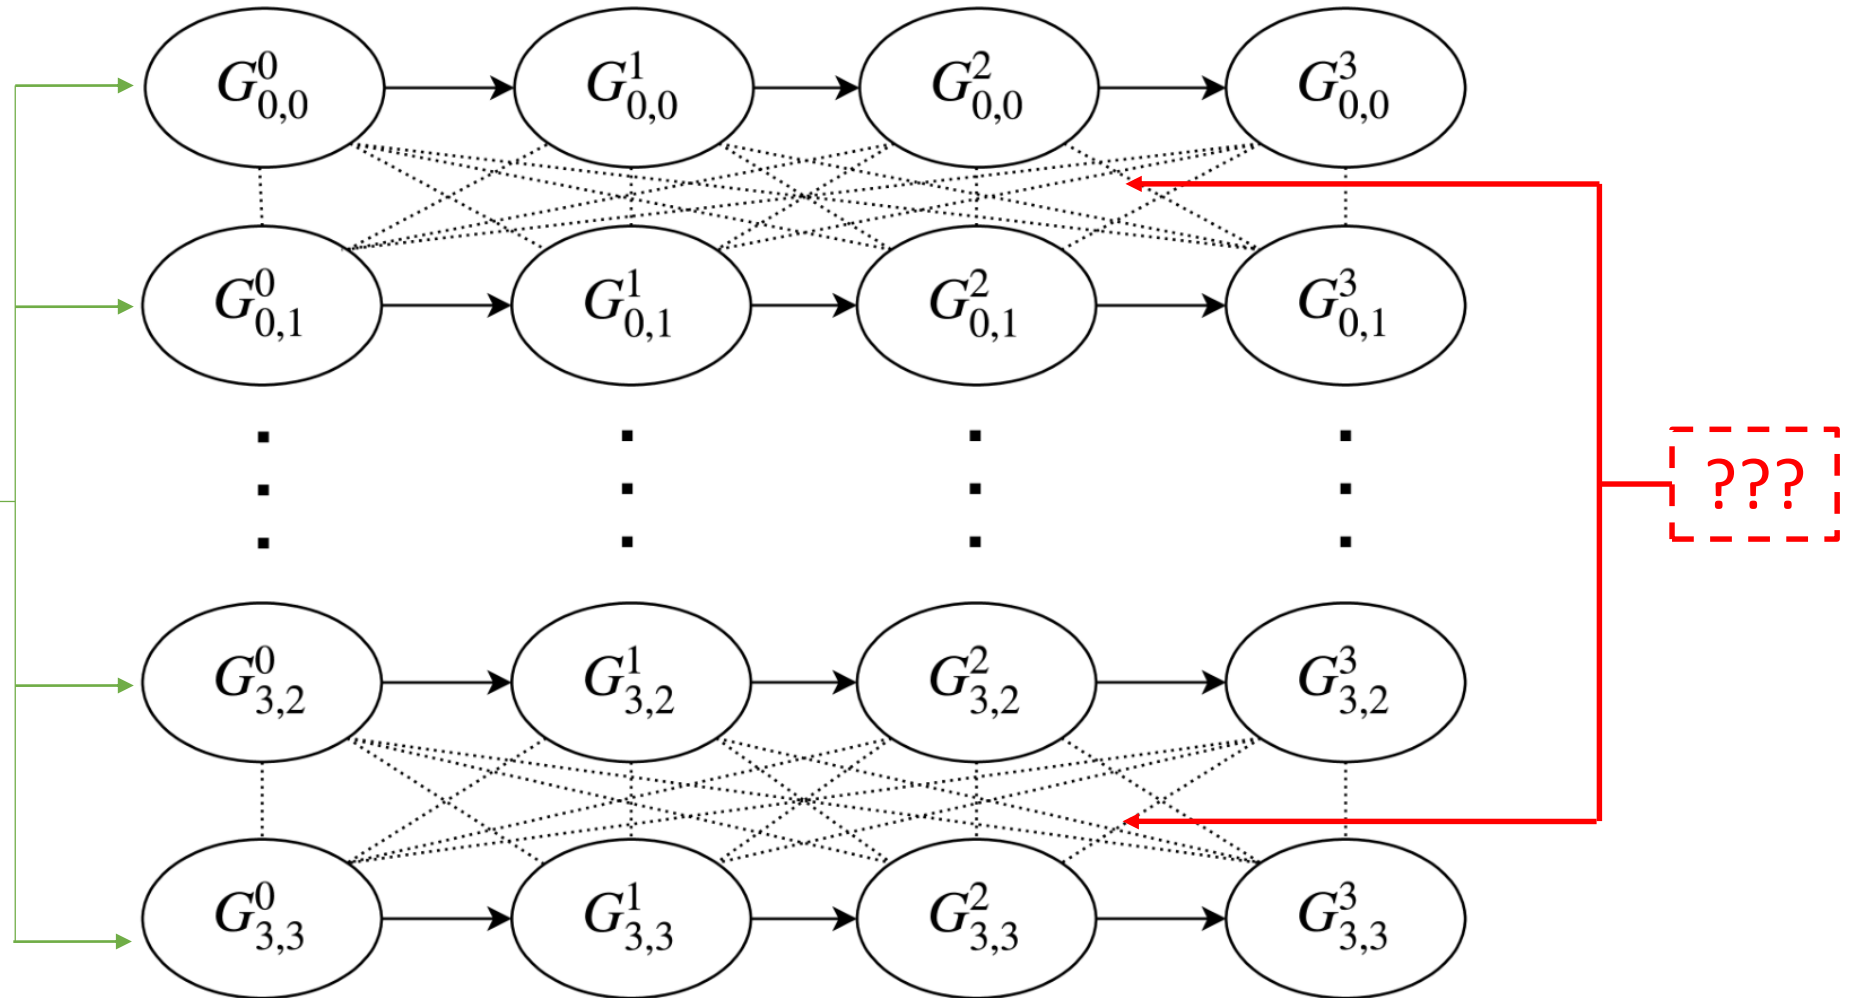 G^0_{0,0} G^1_{0,0} G^2_{0,0} G^3_{0,0}
G^0_{0,1} G^1_{0,1} G^2_{0,1} G^3_{0,1}
???
G^0_{3,2} G^1_{3,2} G^2_{3,2} G^3_{3,2}
G^0_{3,3} G^1_{3,3} G^2_{3,3} G^3_{3,3}